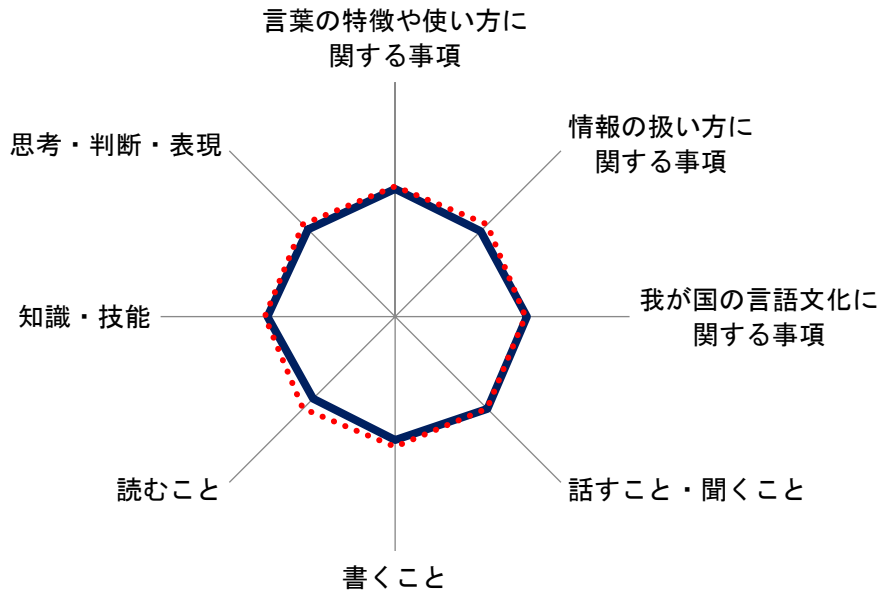 言葉の特徴や使い方に
関する事項
情報の扱い方に
関する事項
我が国の言語文化に
関する事項
話すこと・聞くこと
書くこと
読むこと
知識・技能
思考・判断・表現